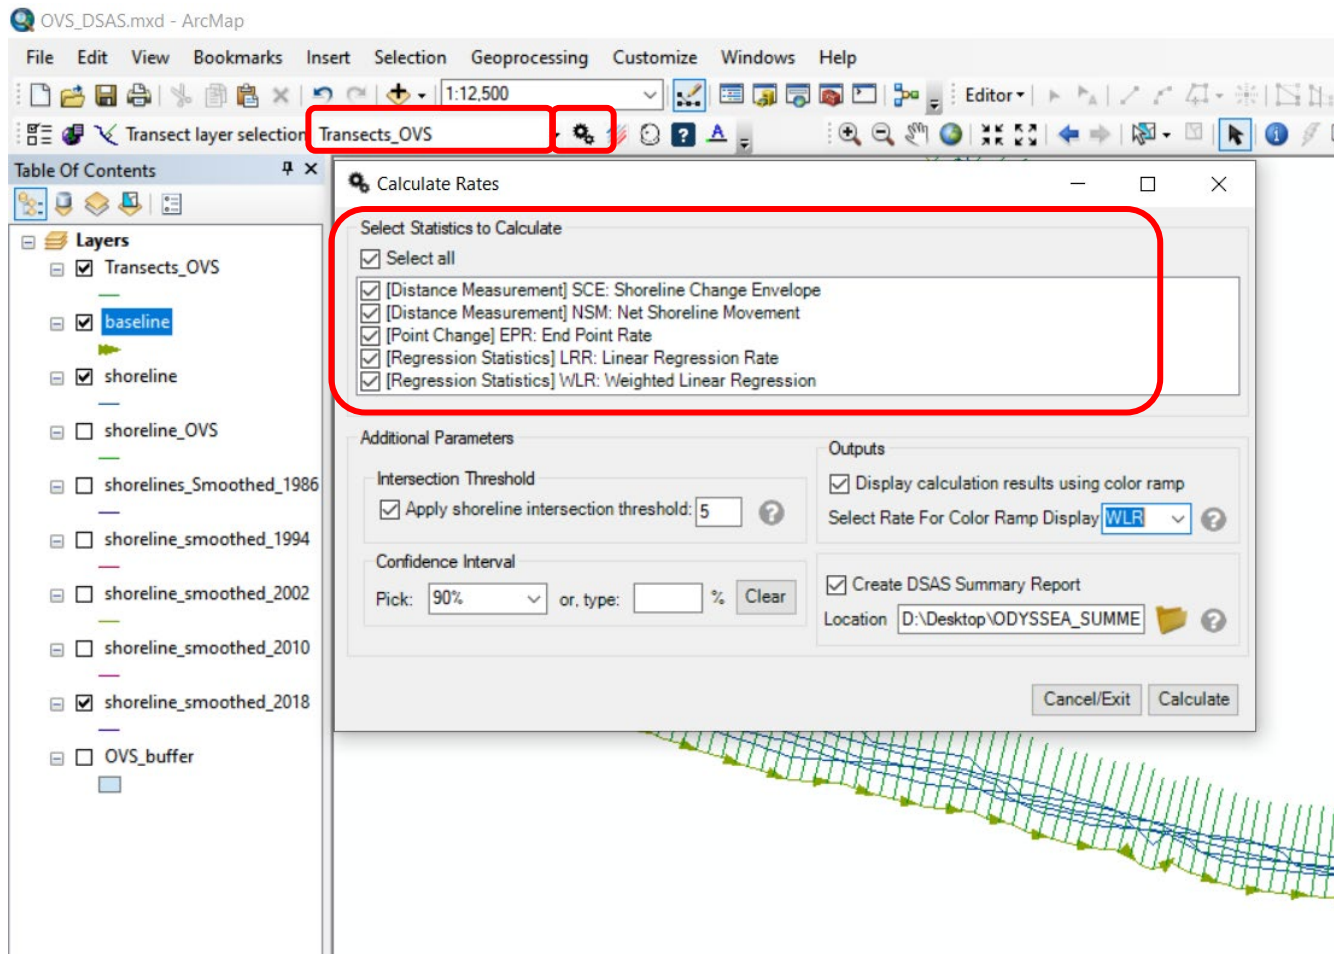 OVS_DSAS.mxd - ArcMap
File Edit View Bookmarks Insert Selection Geoprocessing Customize Windows Help
1:12,500
Editor
Transect layer selection Transects_OVS
Table Of Contents
Layers
Transects_OVS
baseline
shoreline
shoreline_OVS
shorelines_Smoothed_1986
shoreline_smoothed_1994
shoreline_smoothed_2002
shoreline_smoothed_2010
shoreline_smoothed_2018
OVS_buffer
Calculate Rates
Select Statistics to Calculate
Select all
[Distance Measurement] SCE: Shoreline Change Envelope
[Distance Measurement] NSM: Net Shoreline Movement
[Point Change] EPR: End Point Rate
[Regression Statistics] LRR: Linear Regression Rate
[Regression Statistics] WLR: Weighted Linear Regression
Additional Parameters
Intersection Threshold
Apply shoreline intersection threshold: 5
Confidence Interval
Pick: 90% or, type: % Clear
Outputs
Display calculation results using color ramp
Select Rate For Color Ramp Display WLR
Create DSAS Summary Report
Location D:\Desktop\ODYSSEA_SUMME
Cancel/Exit Calculate